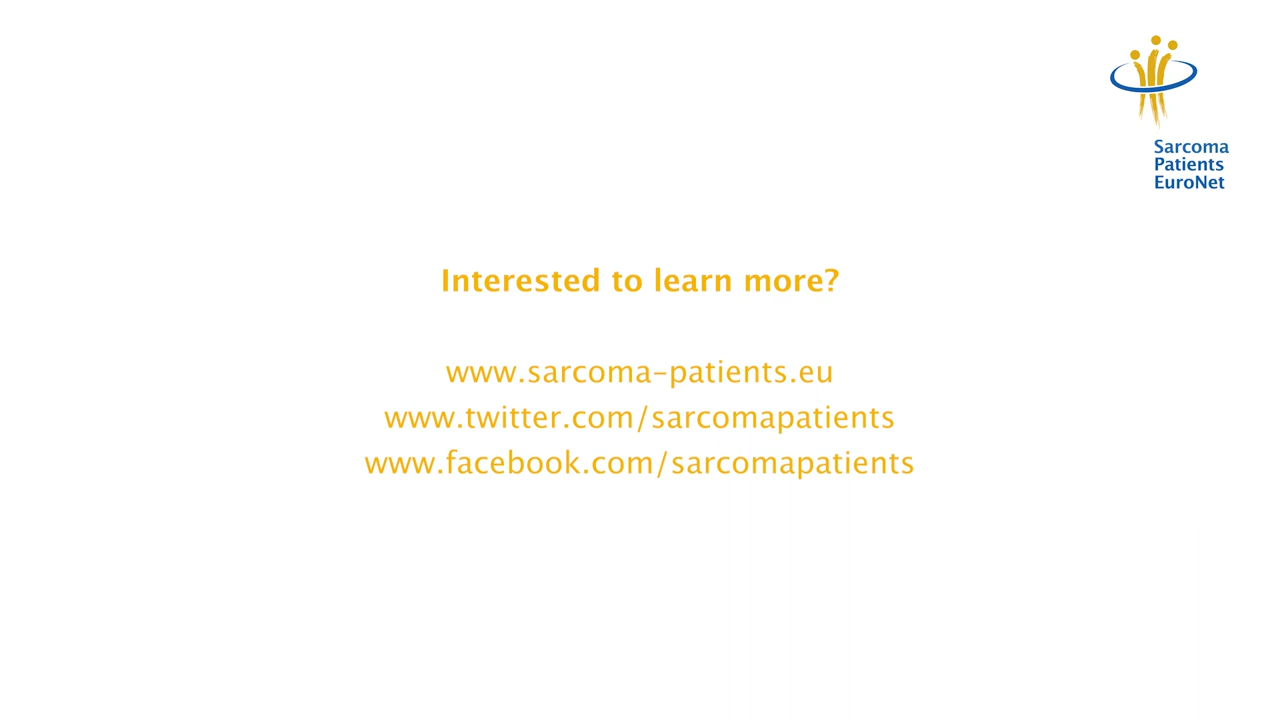 Sarcoma
Patients
EuroNet
Interested to learn more?
www.sarcoma-patients.eu
www.twitter.com/sarcomapatients
www.facebook.com/sarcomapatients